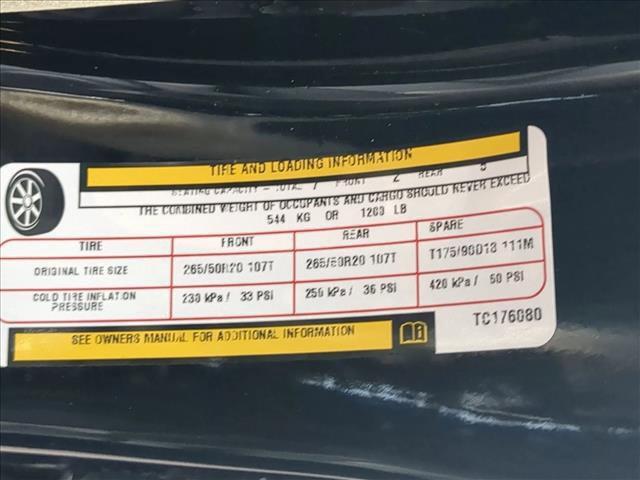 TIRE AND LOADING INFORMATION
SEATING CAPACITY - TOTAL 7 FRONT 2 REAR 5
THE COMBINED WEIGHT OF OCCUPANTS AND CARGO SHOULD NEVER EXCEED
544 KG OR 1200 LB
TIRE FRONT REAR SPARE
ORIGINAL TIRE SIZE 265/50R20 107T 265/50R20 107T T175/90D18 111M
COLD TIRE INFLATION PRESSURE 230 kPa / 33 PSI 250 kPa / 36 PSI 420 kPa / 60 PSI
SEE OWNERS MANUAL FOR ADDITIONAL INFORMATION
TC176080